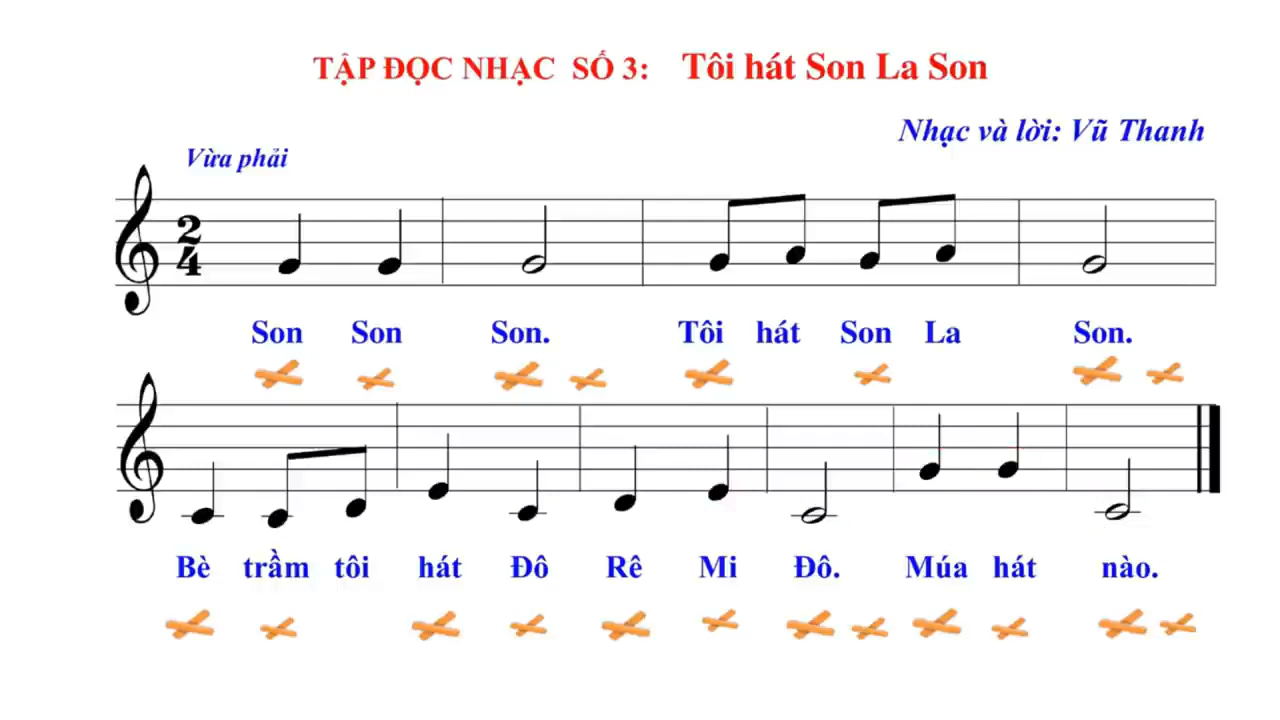 TẬP ĐỌC NHẠC SỐ 3: Tôi hát Son La Son
Nhạc và lời: Vũ Thanh
Vừa phải
2
4
Son Son Son. Tôi hát Son La Son.
Bè trầm tôi hát Đô Rê Mi Đô. Múa hát nào.